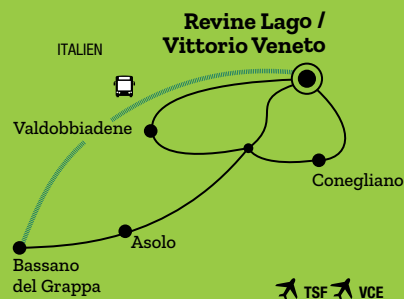 Revine Lago /
Vittorio Veneto
ITALIEN
Valdobbiadene
Conegliano
Asolo
Bassano
del Grappa
TSF VCE